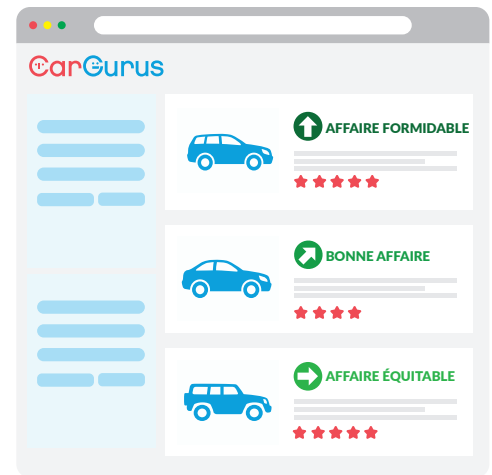 CarGurus
AFFAIRE FORMIDABLE
BONNE AFFAIRE
AFFAIRE ÉQUITABLE